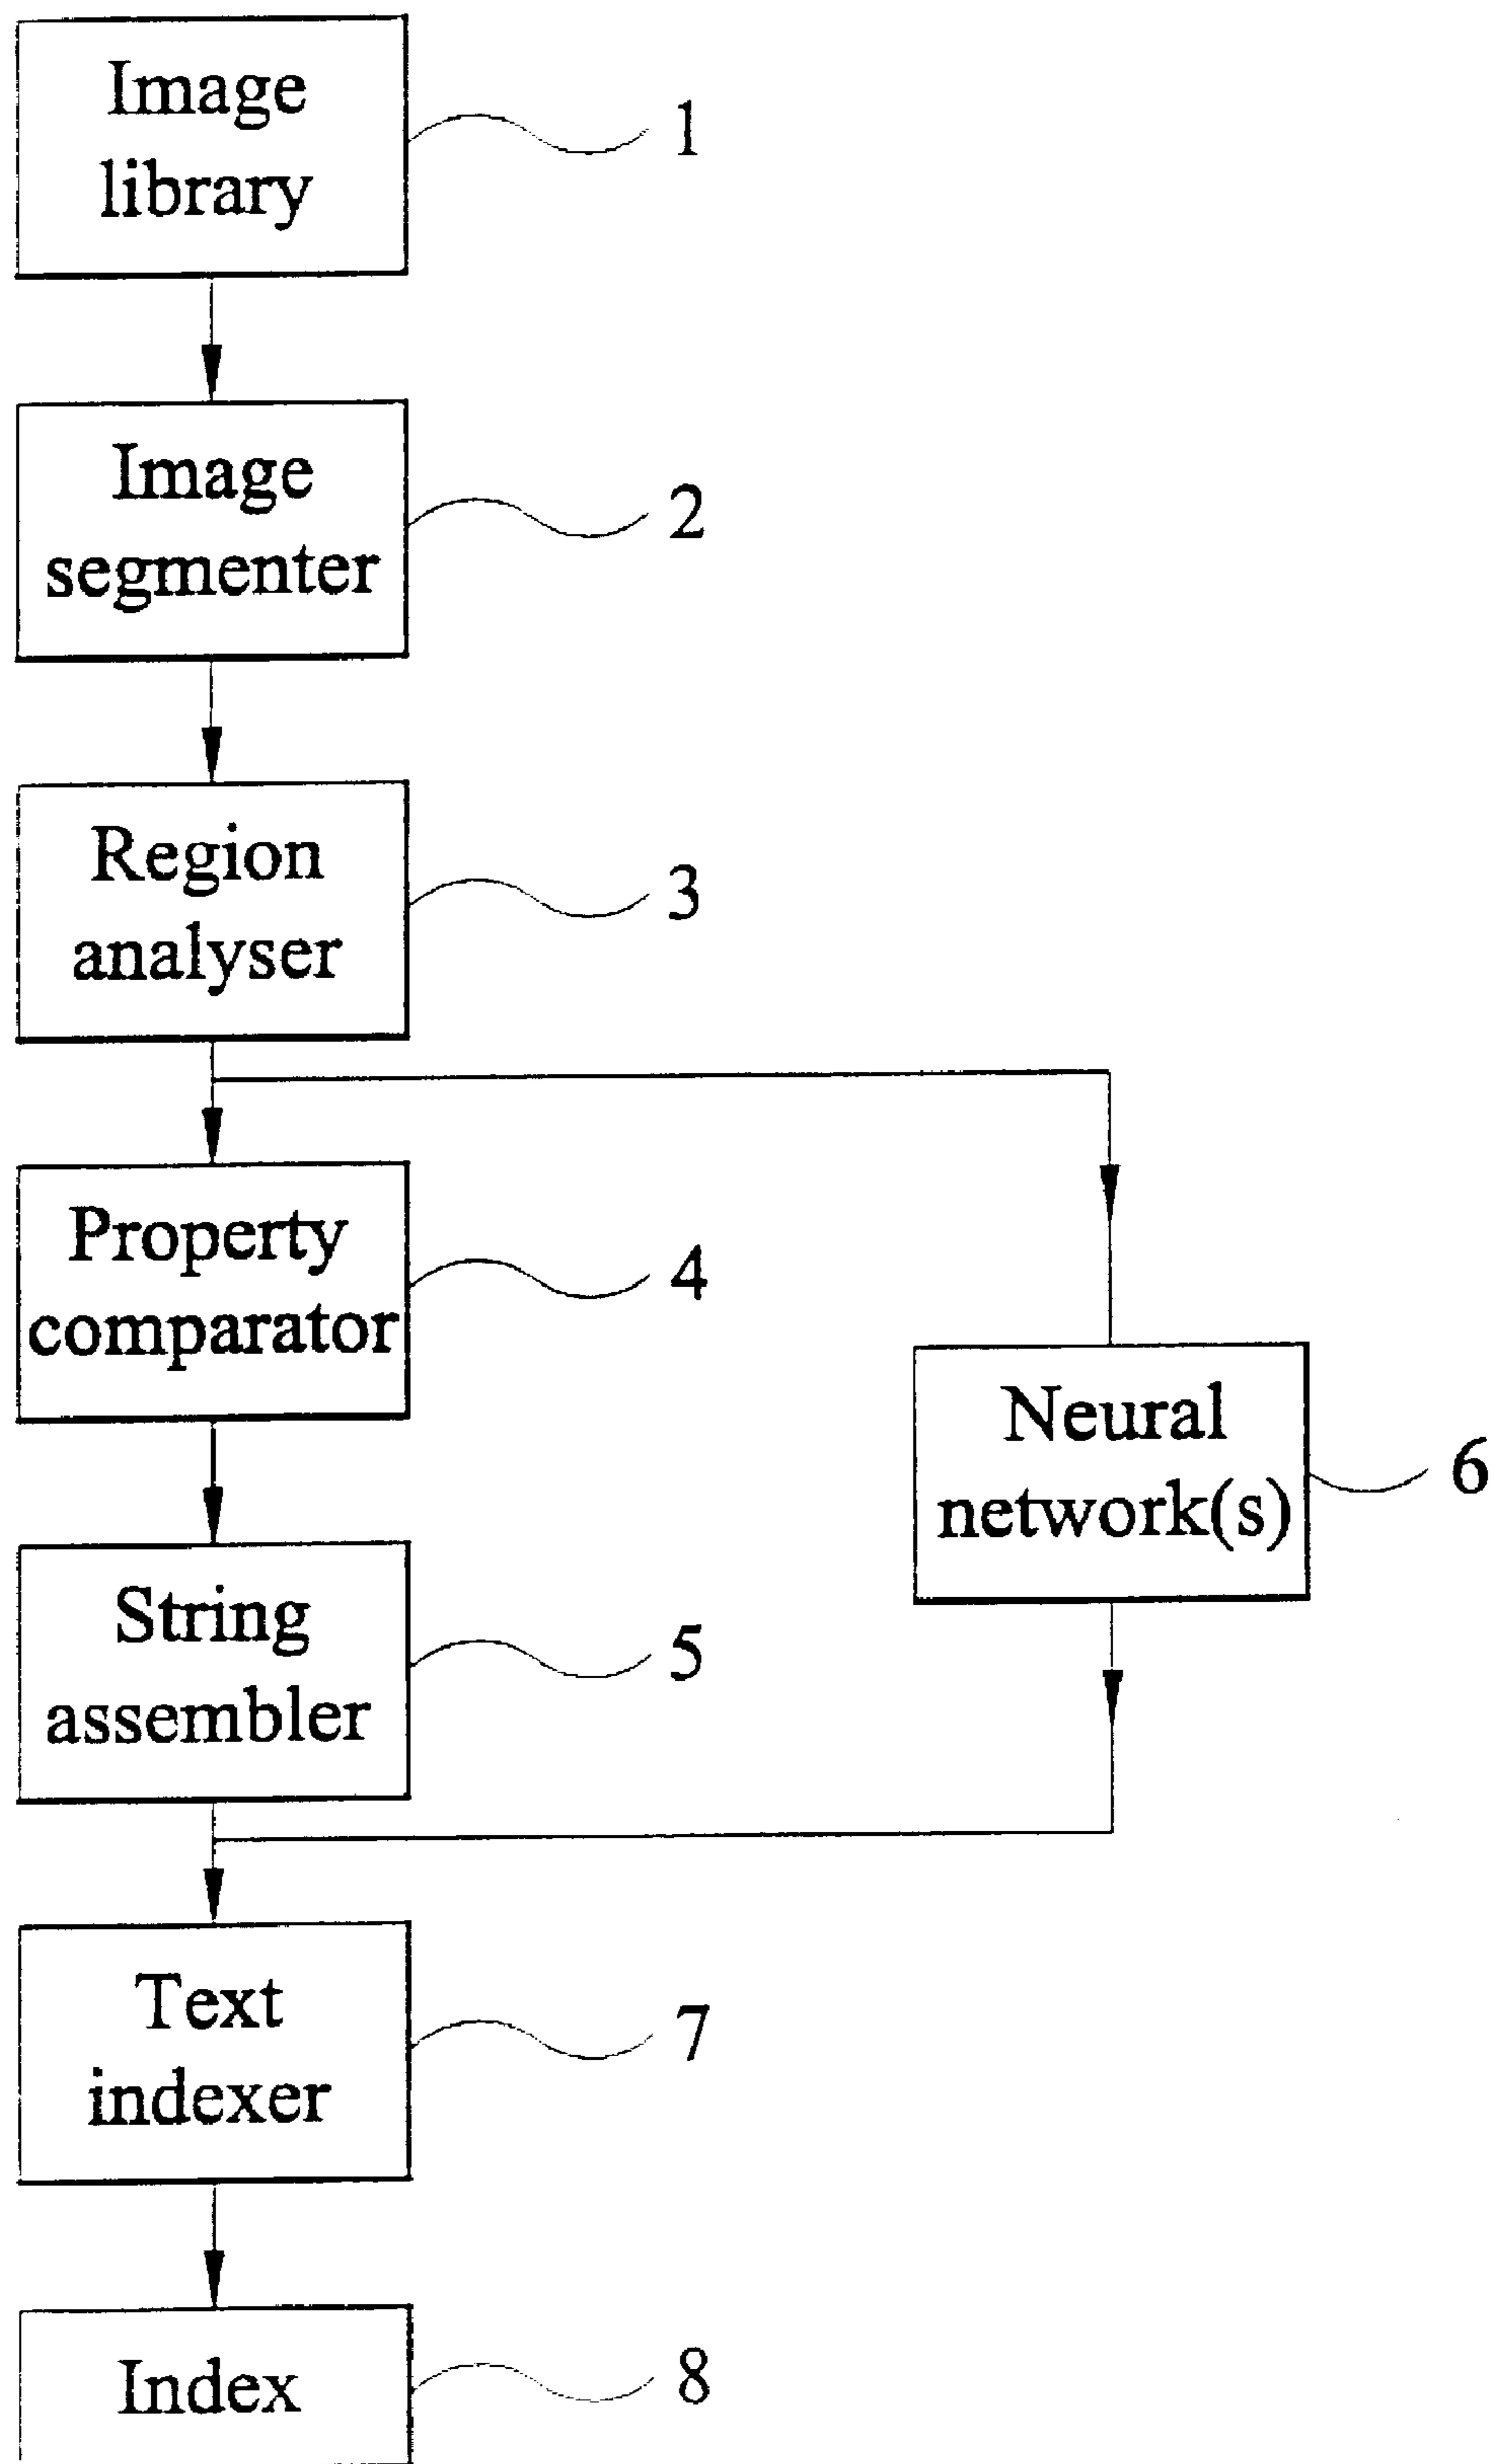 Image
library
1
Image
segmenter
2
Region
analyser
3
Property
comparator
4
Neural
network(s)
6
String
assembler
5
Text
indexer
7
Index
8